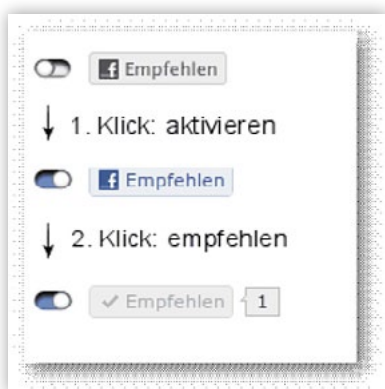 f Empfehlen
1. Klick: aktivieren
f Empfehlen
2. Klick: empfehlen
✓ Empfehlen 1